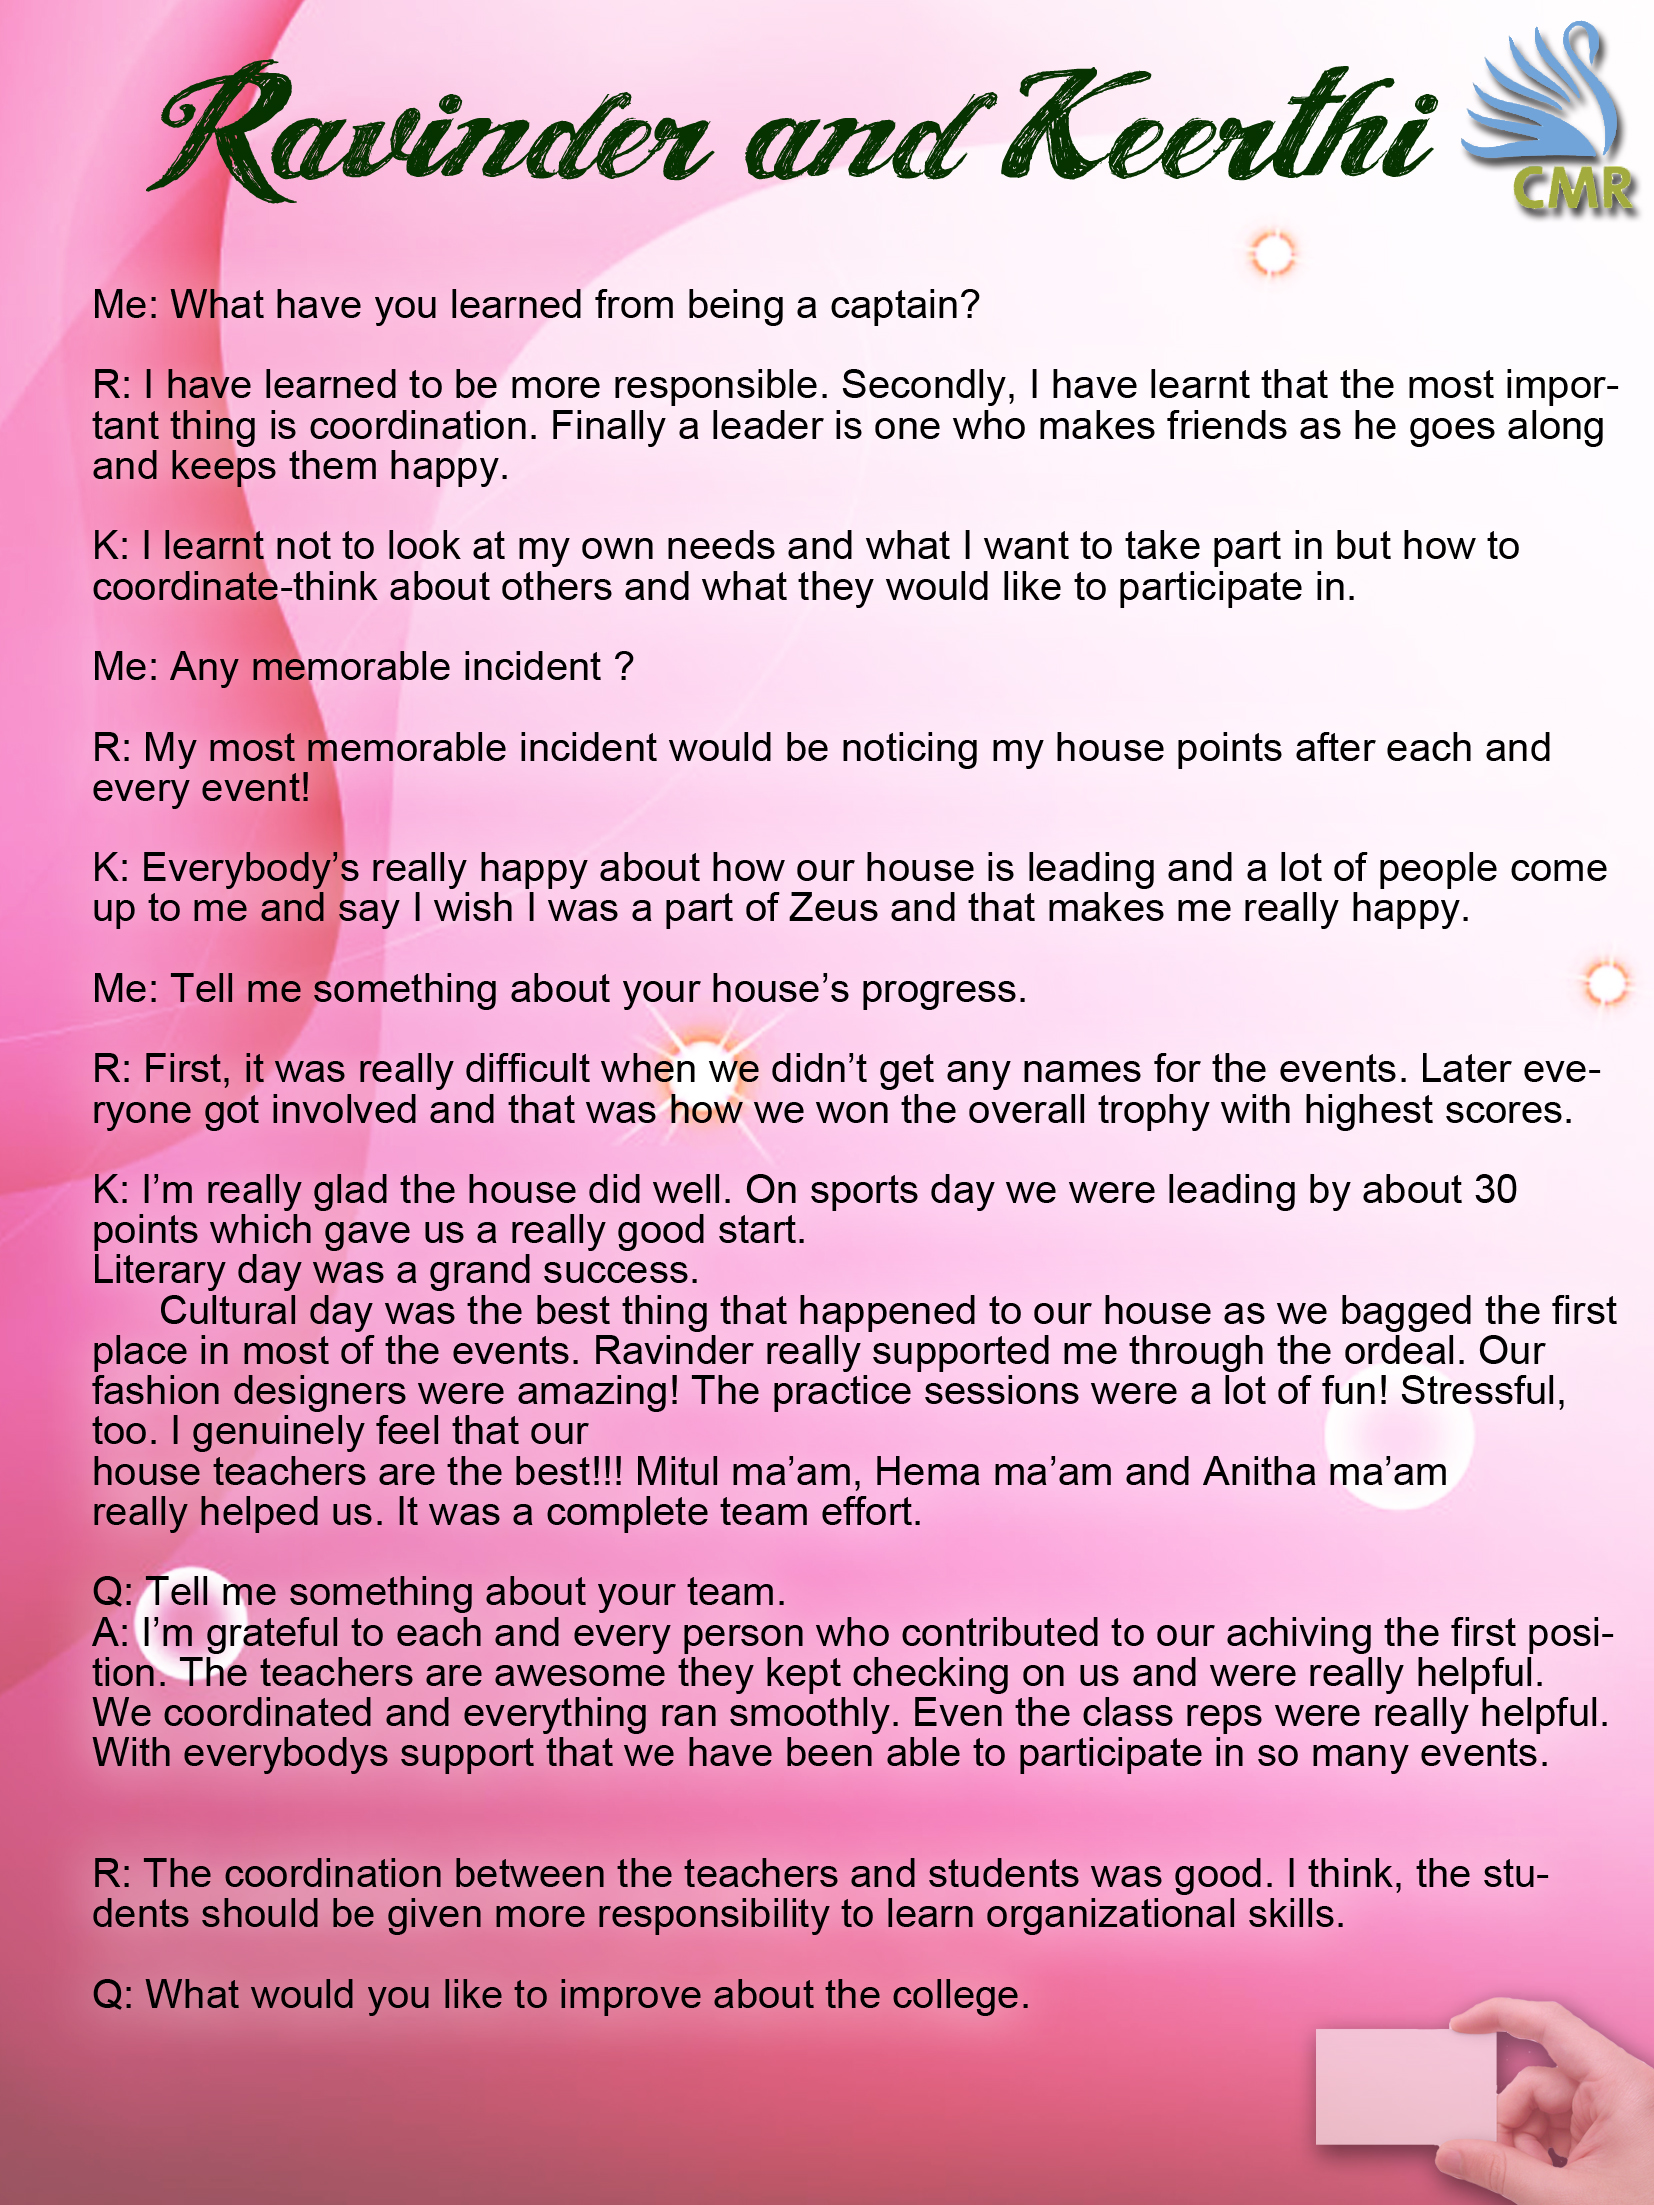 Ravinder and Keerthi
CMR
Me: What have you learned from being a captain?
R: I have learned to be more responsible. Secondly, I have learnt that the most impor-
tant thing is coordination. Finally a leader is one who makes friends as he goes along
and keeps them happy.
K: I learnt not to look at my own needs and what I want to take part in but how to
coordinate-think about others and what they would like to participate in.
Me: Any memorable incident ?
R: My most memorable incident would be noticing my house points after each and
every event!
K: Everybody’s really happy about how our house is leading and a lot of people come
up to me and say I wish I was a part of Zeus and that makes me really happy.
Me: Tell me something about your house’s progress.
R: First, it was really difficult when we didn’t get any names for the events. Later eve-
ryone got involved and that was how we won the overall trophy with highest scores.
K: I’m really glad the house did well. On sports day we were leading by about 30
points which gave us a really good start.
Literary day was a grand success.
Cultural day was the best thing that happened to our house as we bagged the first
place in most of the events. Ravinder really supported me through the ordeal. Our
fashion designers were amazing! The practice sessions were a lot of fun! Stressful,
too. I genuinely feel that our
house teachers are the best!!! Mitul ma’am, Hema ma’am and Anitha ma’am
really helped us. It was a complete team effort.
Q: Tell me something about your team.
A: I’m grateful to each and every person who contributed to our achiving the first posi-
tion. The teachers are awesome they kept checking on us and were really helpful.
We coordinated and everything ran smoothly. Even the class reps were really helpful.
With everybodys support that we have been able to participate in so many events.
R: The coordination between the teachers and students was good. I think, the stu-
dents should be given more responsibility to learn organizational skills.
Q: What would you like to improve about the college.